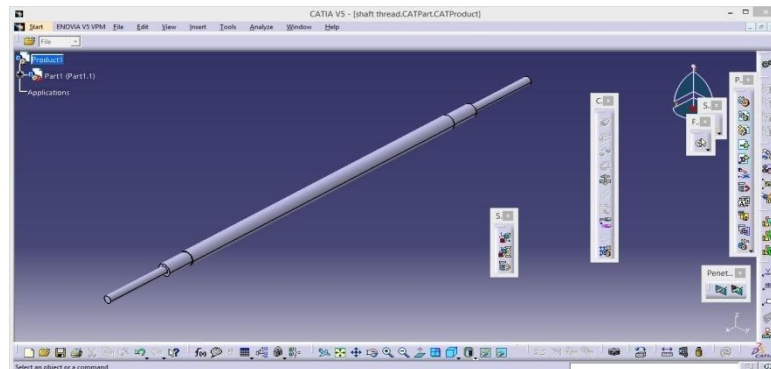 CATIA V5 - [shaft thread.CATPart.CATProduct]
Start ENOVIA V5 VPM File Edit View Insert Tools Analyze Window Help
File
Product1
Part1 (Part1.1)
Applications
C..
S..
F..
P..
S..
Penet...
Select an object or a command